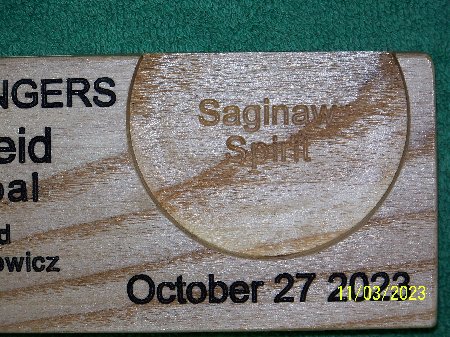 NGERS
eid
oal
d
owicz
Saginaw
Spirit
October 27 2023
11/03/2023